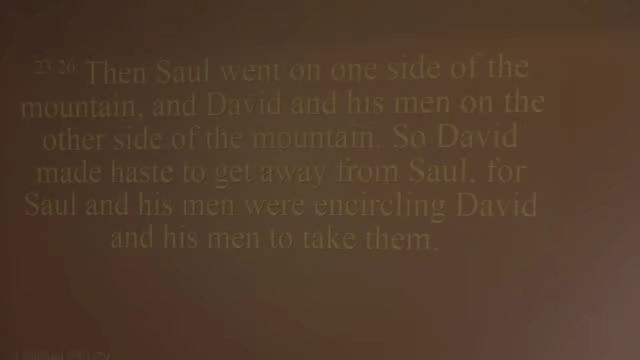 23:26 Then Saul went on one side of the
mountain, and David and his men on the
other side of the mountain. So David
made haste to get away from Saul, for
Saul and his men were encircling David
and his men to take them.